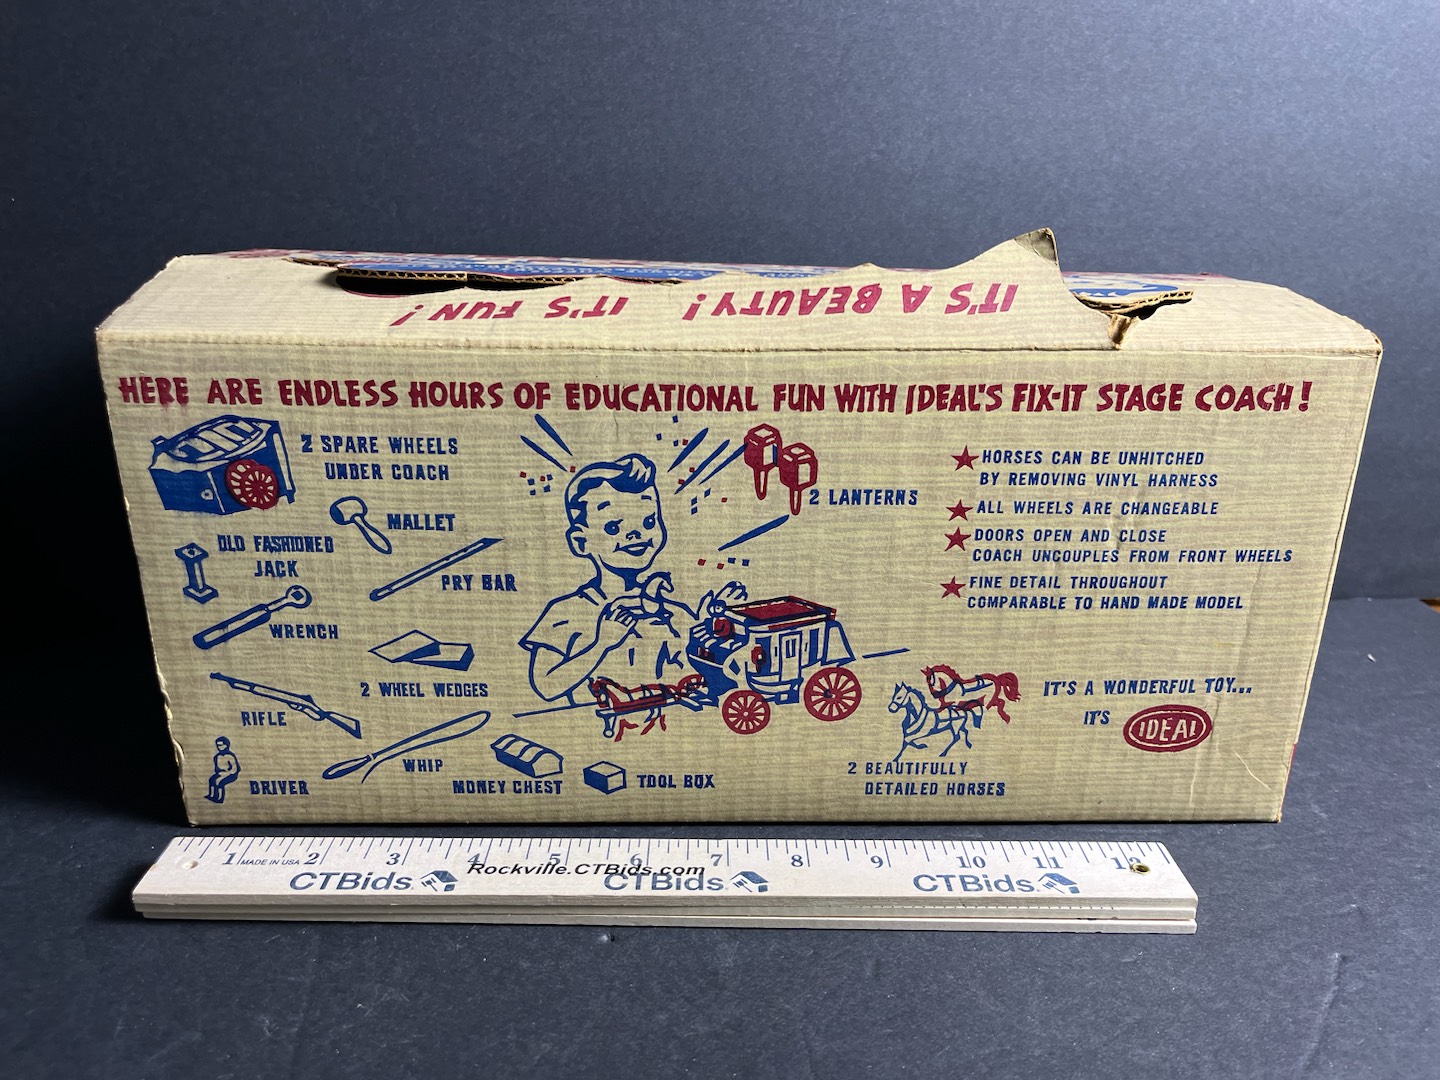 IT'S A BEAUTY! IT'S FUN!
HERE ARE ENDLESS HOURS OF EDUCATIONAL FUN WITH IDEAL'S FIX-IT STAGE COACH!
2 SPARE WHEELS
UNDER COACH
MALLET
OLD FASHIONED
JACK
PRY BAR
WRENCH
2 WHEEL WEDGES
RIFLE
WHIP
DRIVER
MONEY CHEST
TOOL BOX
2 LANTERNS
2 BEAUTIFULLY
DETAILED HORSES
HORSES CAN BE UNHITCHED
BY REMOVING VINYL HARNESS
ALL WHEELS ARE CHANGEABLE
DOORS OPEN AND CLOSE
COACH UNCOUPLES FROM FRONT WHEELS
FINE DETAIL THROUGHOUT
COMPARABLE TO HAND MADE MODEL
IT'S A WONDERFUL TOY...
IT'S IDEAL
1 MADE IN USA 2 3 4 5 6 7 8 9 10 11 12
Rockville.CTBids.com
CTBids CTBids CTBids